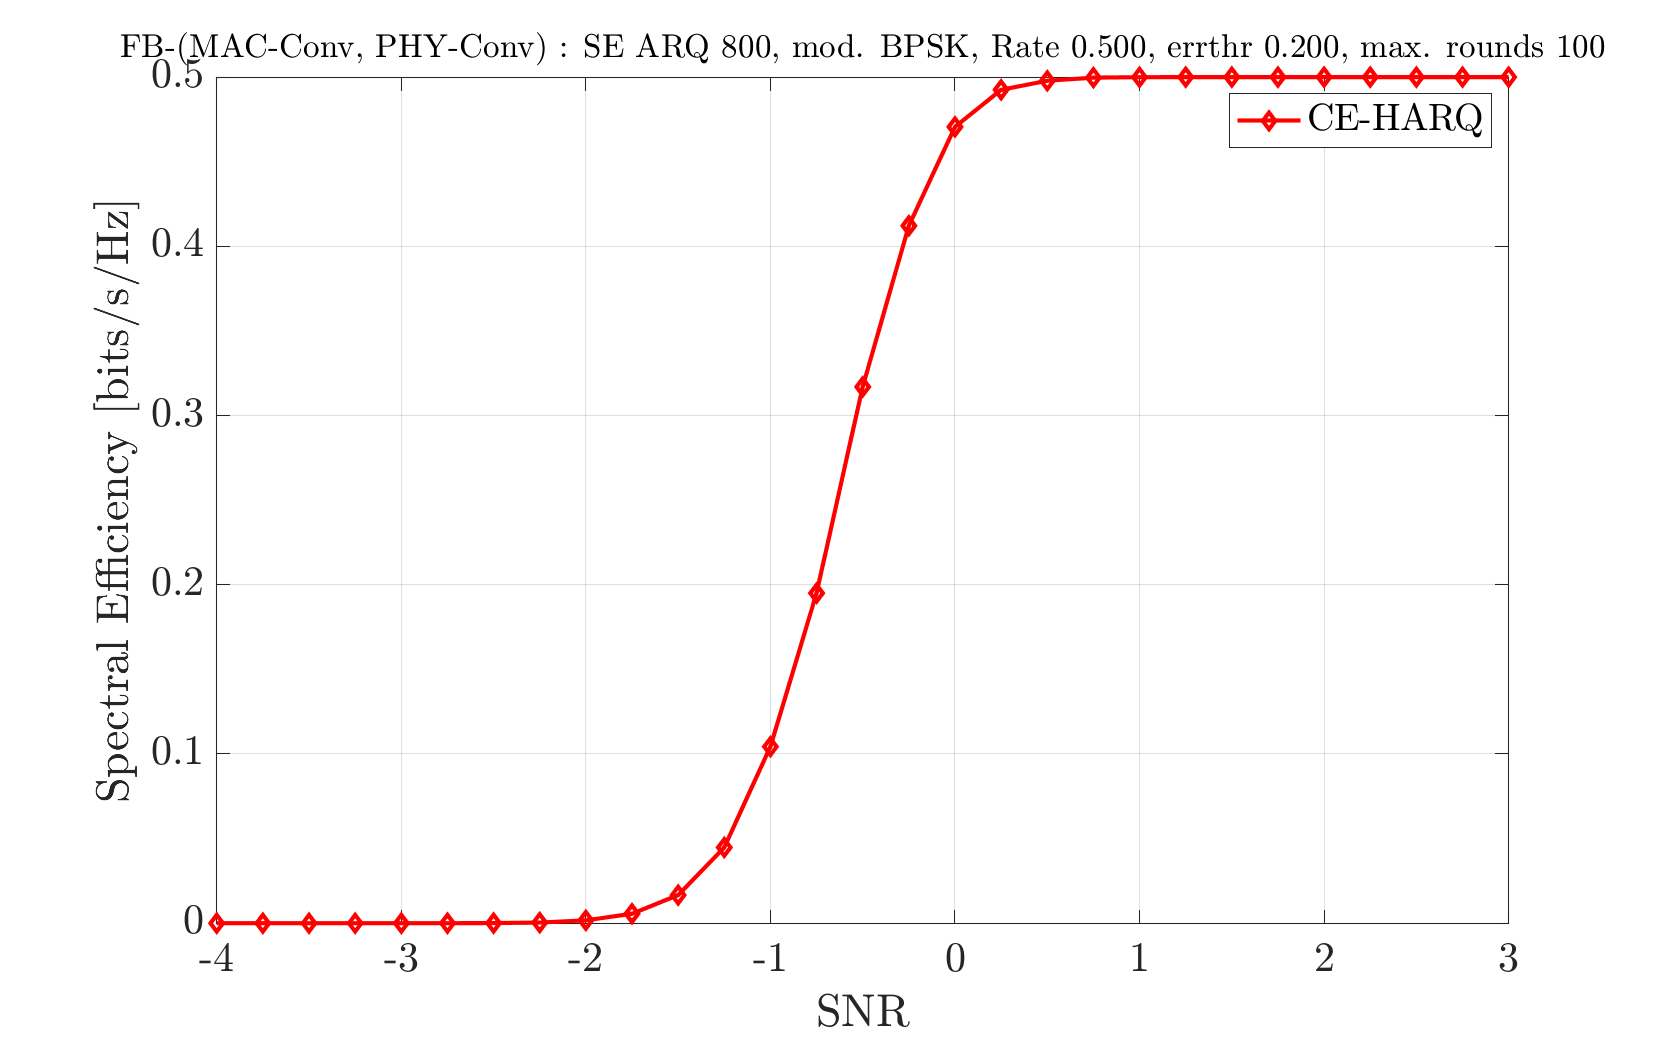 FB-(MAC-Conv, PHY-Conv) : SE ARQ 800, mod. BPSK, Rate 0.500, errthr 0.200, max. rounds 100
0.5
CE-HARQ
0.4
0.3
0.2
0.1
0
Spectral Efficiency [bits/s/Hz]
-4 -3 -2 -1 0 1 2 3
SNR